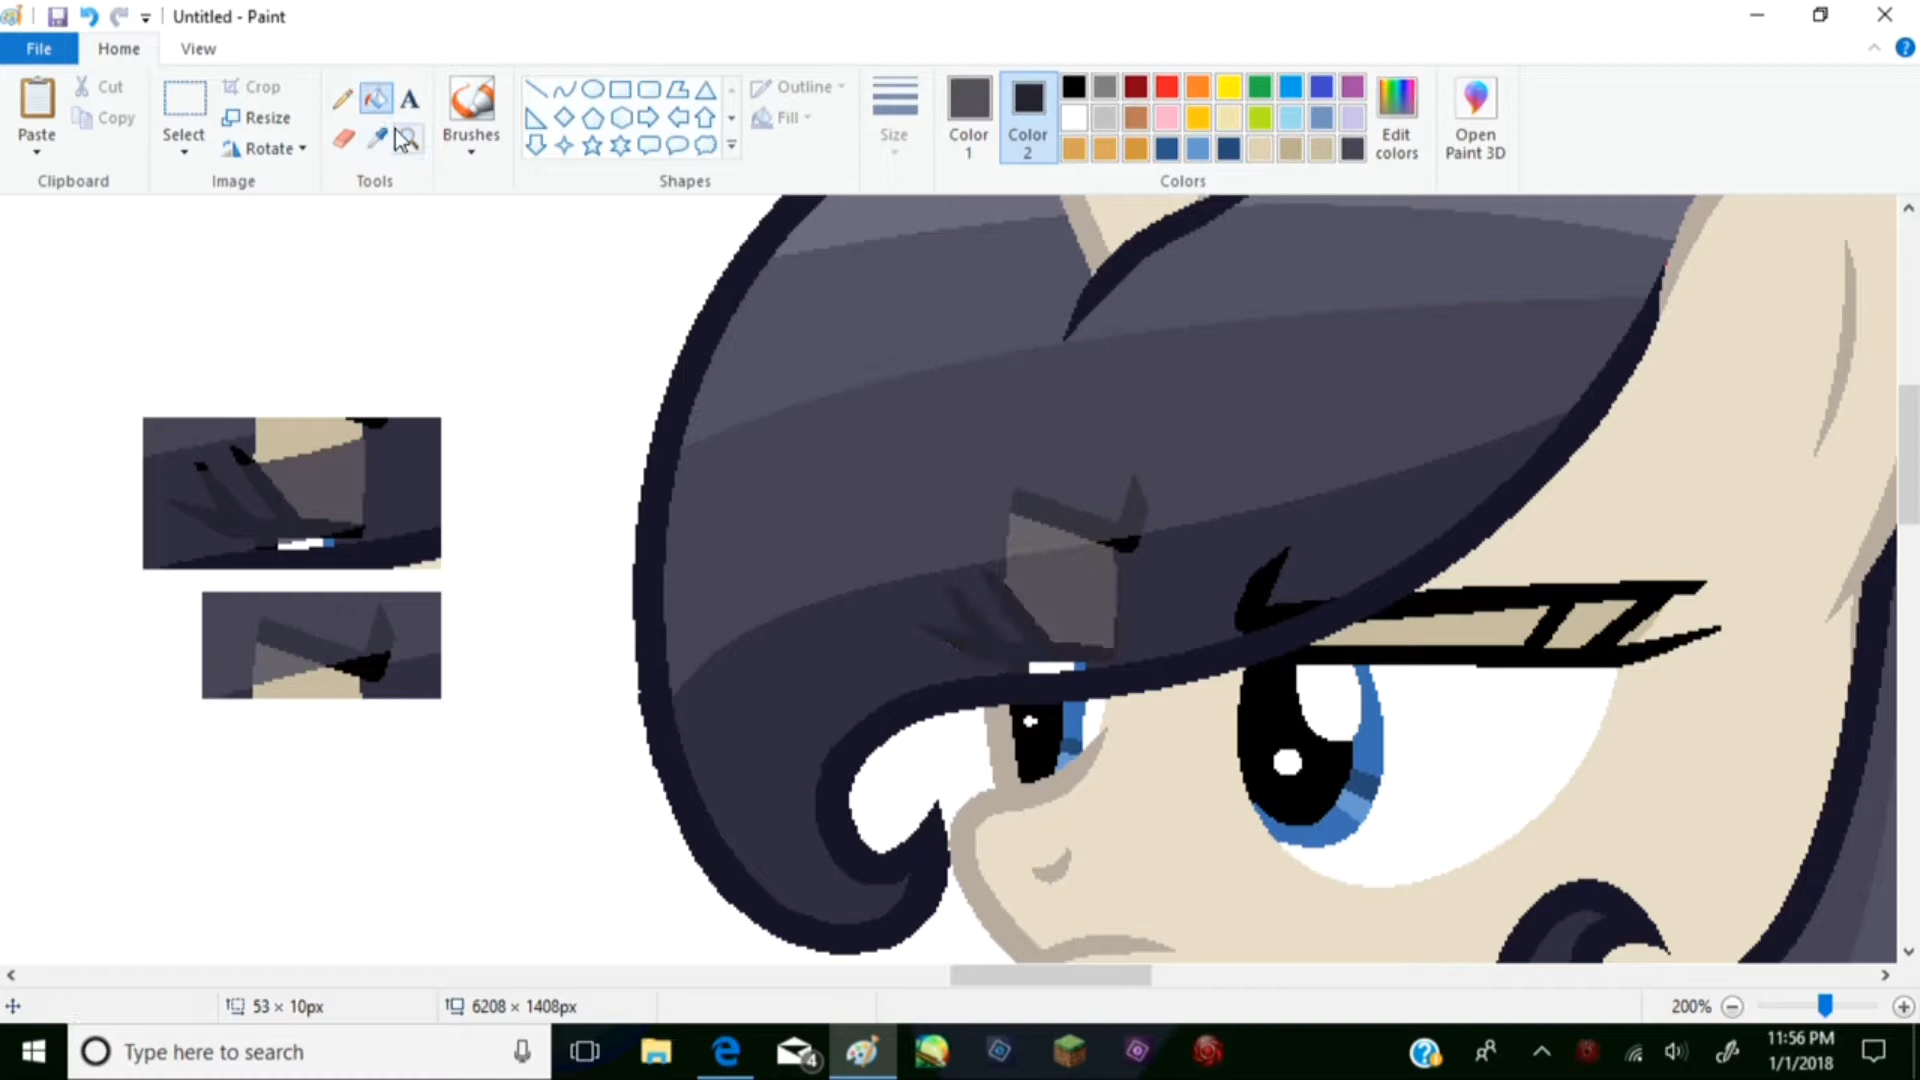 Untitled - Paint
File Home View
Paste Cut Copy Clipboard
Select Crop Resize Rotate Image
A
Tools
Brushes
Shapes
Outline Fill
Size
Color 1
Color 2
Colors
Edit colors
Open Paint 3D
53 × 10px
6208 × 1408px
200%
Type here to search
4
11:56 PM
1/1/2018